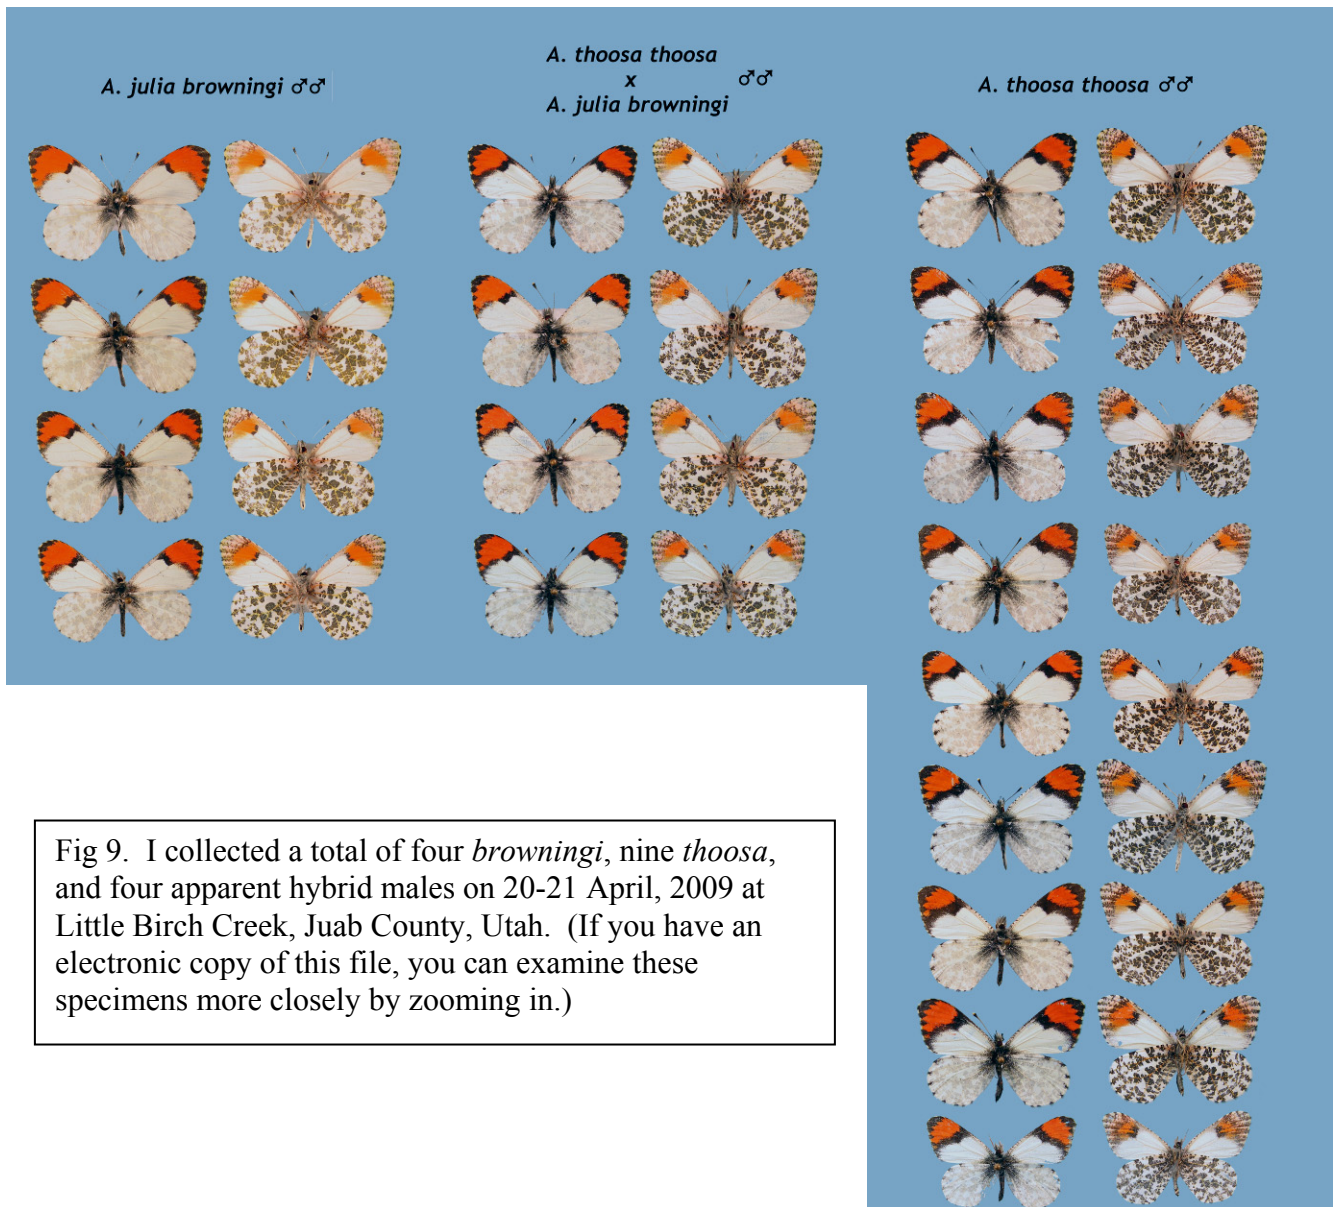 A. julia browningi ♂♂
A. thoosa thoosa
x ♂♂
A. julia browningi
A. thoosa thoosa ♂♂
Fig 9. I collected a total of four browningi, nine thoosa,
and four apparent hybrid males on 20-21 April, 2009 at
Little Birch Creek, Juab County, Utah. (If you have an
electronic copy of this file, you can examine these
specimens more closely by zooming in.)